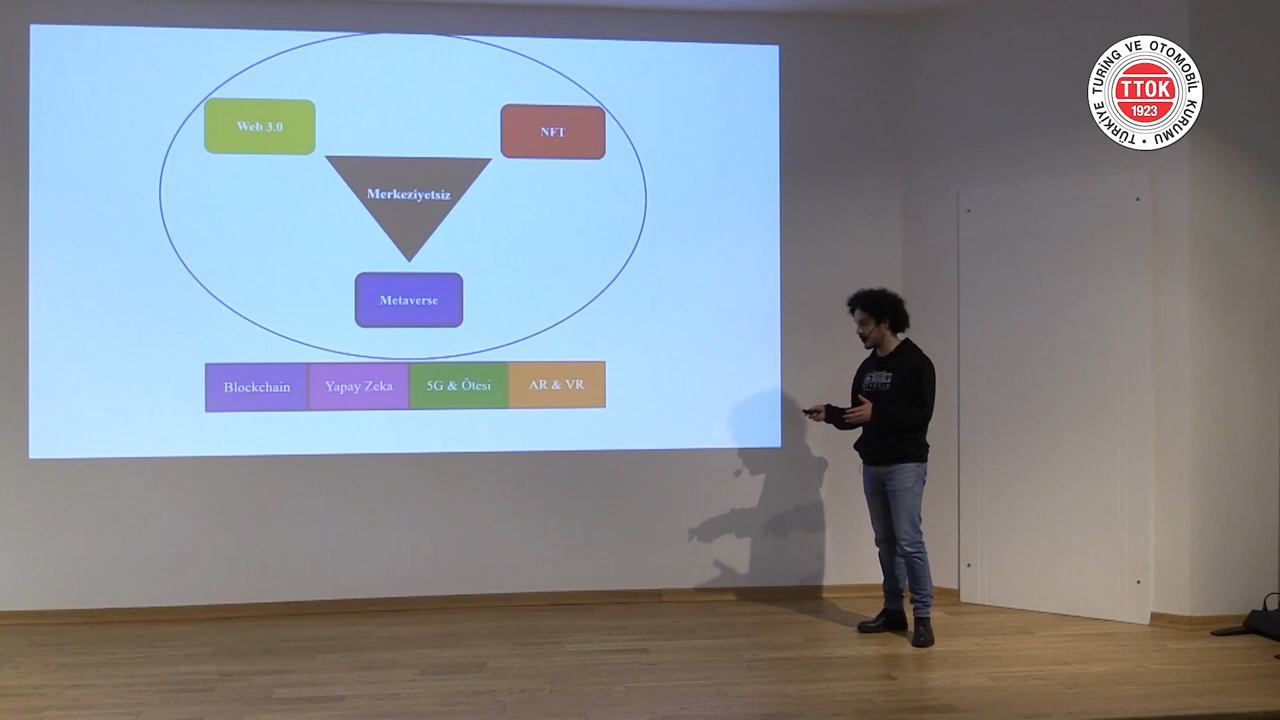 Web 3.0
NFT
Merkeziyetsiz
Metaverse
Blockchain
Yapay Zeka
5G & Ötesi
AR & VR
TÜRKİYE TURİNG VE OTOMOBİL KURUMU
TTOK
1923